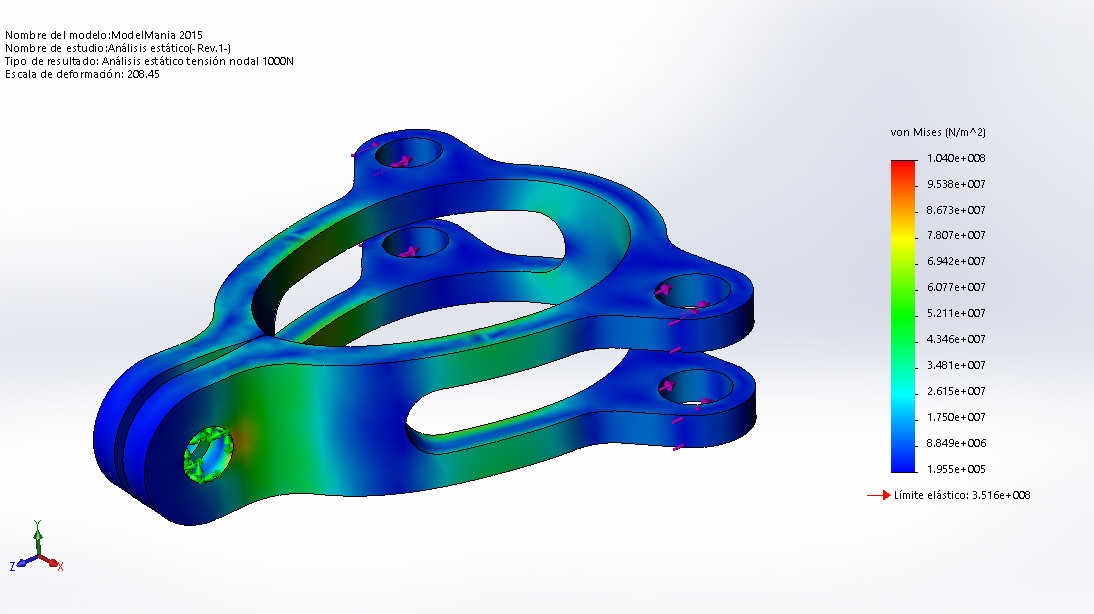 Nombre del modelo:ModelMania 2015
Nombre de estudio:Análisis estático(-Rev.1-)
Tipo de resultado: Análisis estático tensión nodal 1000N
Escala de deformación: 208.45
von Mises (N/m^2)
1.040e+008
9.538e+007
8.673e+007
7.807e+007
6.942e+007
6.077e+007
5.211e+007
4.346e+007
3.481e+007
2.615e+007
1.750e+007
8.849e+006
1.955e+005
Límite elástico: 3.516e+008
Y
Z
X